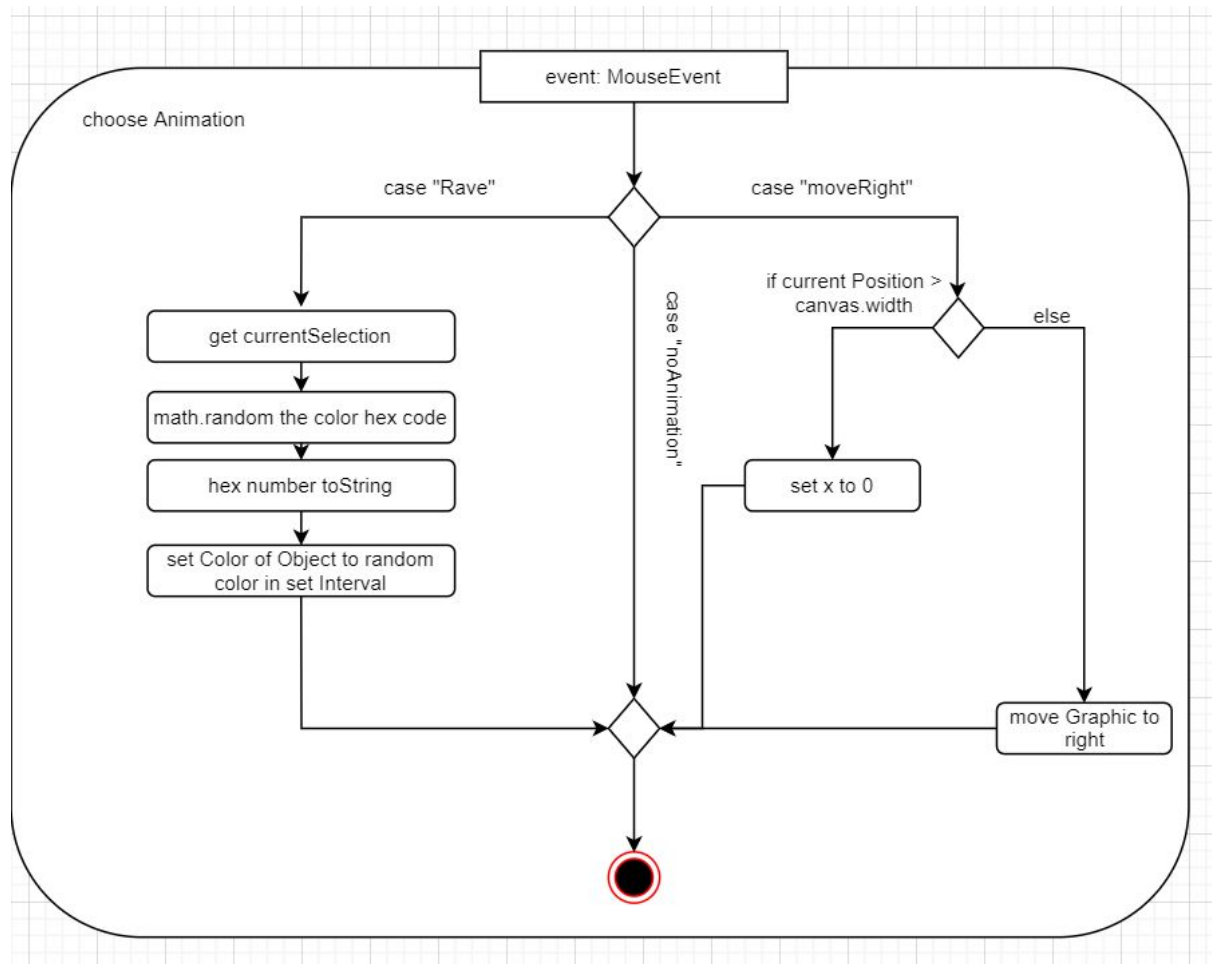 event: MouseEvent
choose Animation
case "Rave"
case "moveRight"
if current Position >
canvas.width
else
case "noAnimation"
get currentSelection
math.random the color hex code
hex number toString
set x to 0
set Color of Object to random
color in set Interval
move Graphic to
right